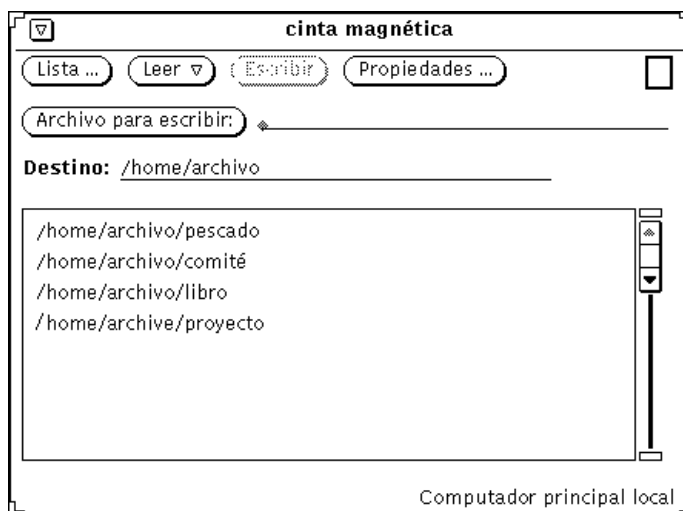 cinta magnética
Lista ... Leer Escribir Propiedades ...
Archivo para escribir:
Destino: /home/archivo
/home/archivo/pescado
/home/archivo/comité
/home/archivo/libro
/home/archive/proyecto
Computador principal local